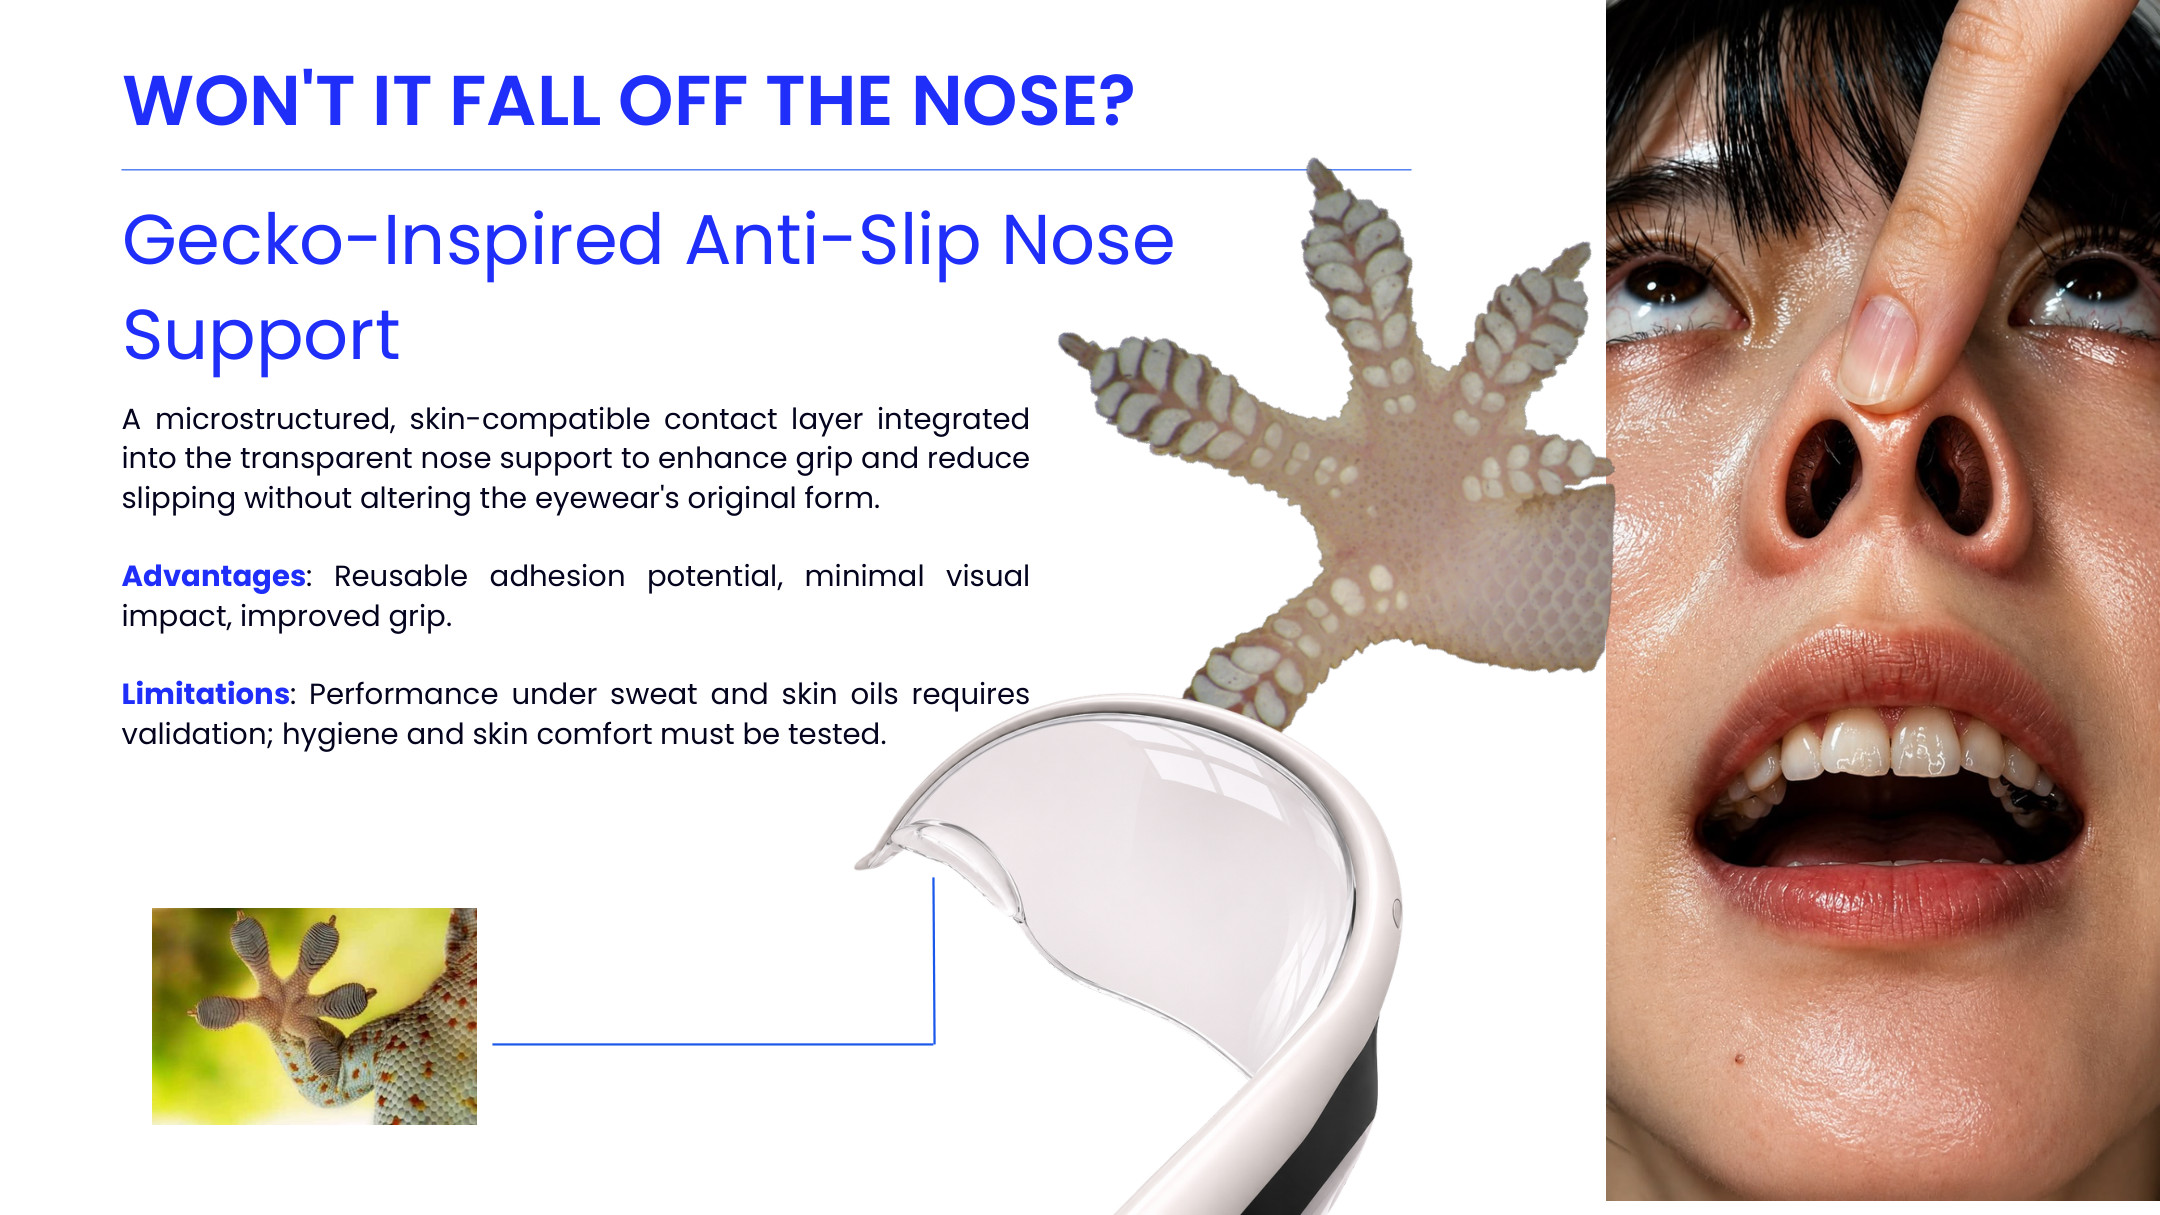 WON'T IT FALL OFF THE NOSE?
Gecko-Inspired Anti-Slip Nose
Support
A microstructured, skin-compatible contact layer integrated
into the transparent nose support to enhance grip and reduce
slipping without altering the eyewear's original form.
Advantages: Reusable adhesion potential, minimal visual
impact, improved grip.
Limitations: Performance under sweat and skin oils requires
validation; hygiene and skin comfort must be tested.